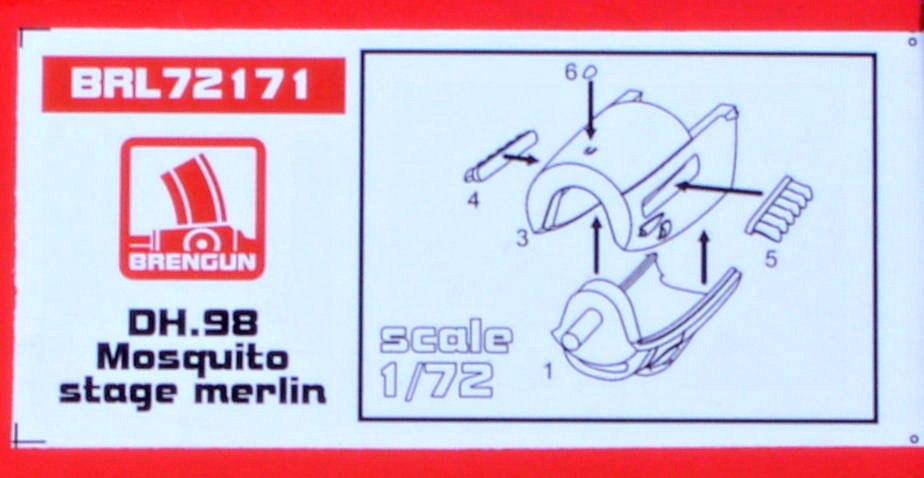 BRL72171
BRENGUN
DH.98
Mosquito
stage merlin
6
4
3
5
1
scale
1/72